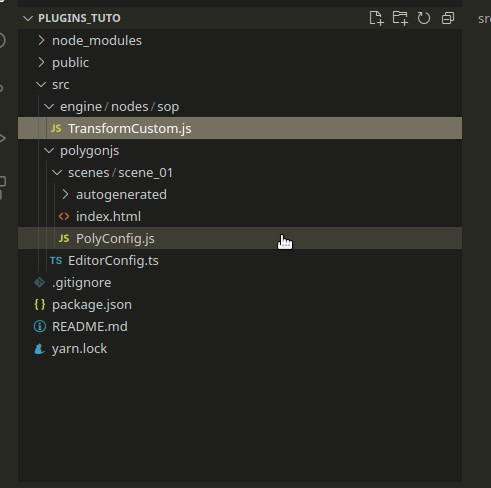 PLUGINS_TUTO
node_modules
public
src
engine/nodes/sop
JS TransformCustom.js
polygonjs
scenes/scene_01
autogenerated
<> index.html
JS PolyConfig.js
TS EditorConfig.ts
.gitignore
{} package.json
README.md
yarn.lock